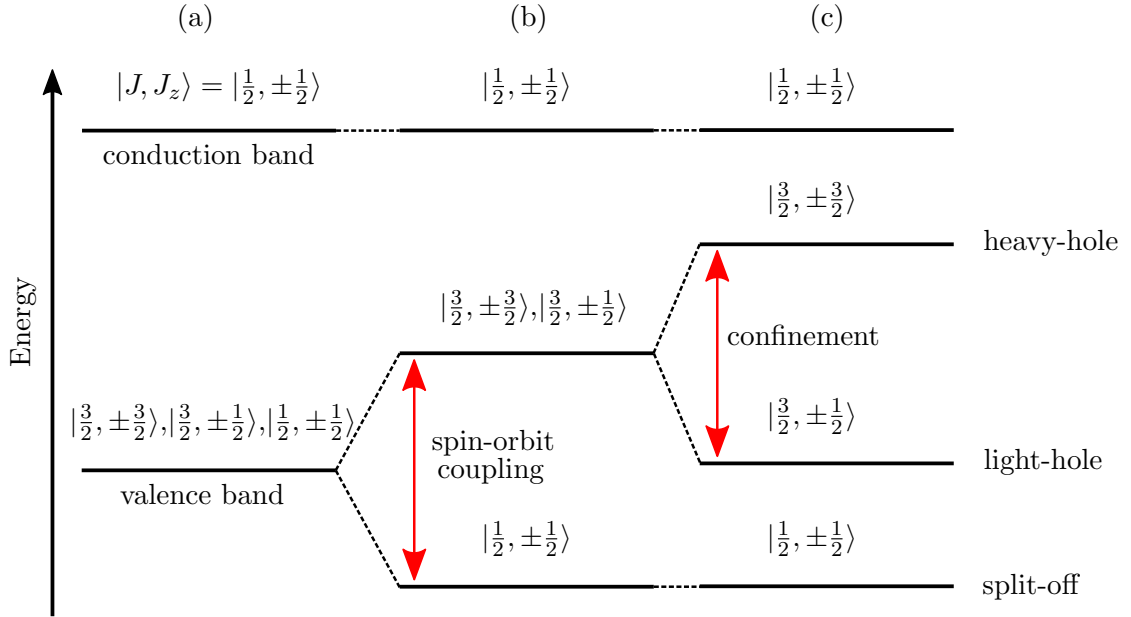 (a) (b) (c)
|J, J_z⟩ = |1/2, ±1/2⟩ |1/2, ±1/2⟩ |1/2, ±1/2⟩
conduction band
|3/2, ±3/2⟩
heavy-hole
|3/2, ±3/2⟩,|3/2, ±1/2⟩
confinement
Energy
|3/2, ±3/2⟩,|3/2, ±1/2⟩,|1/2, ±1/2⟩
|3/2, ±1/2⟩
spin-orbit
coupling
light-hole
valence band
|1/2, ±1/2⟩ |1/2, ±1/2⟩
split-off